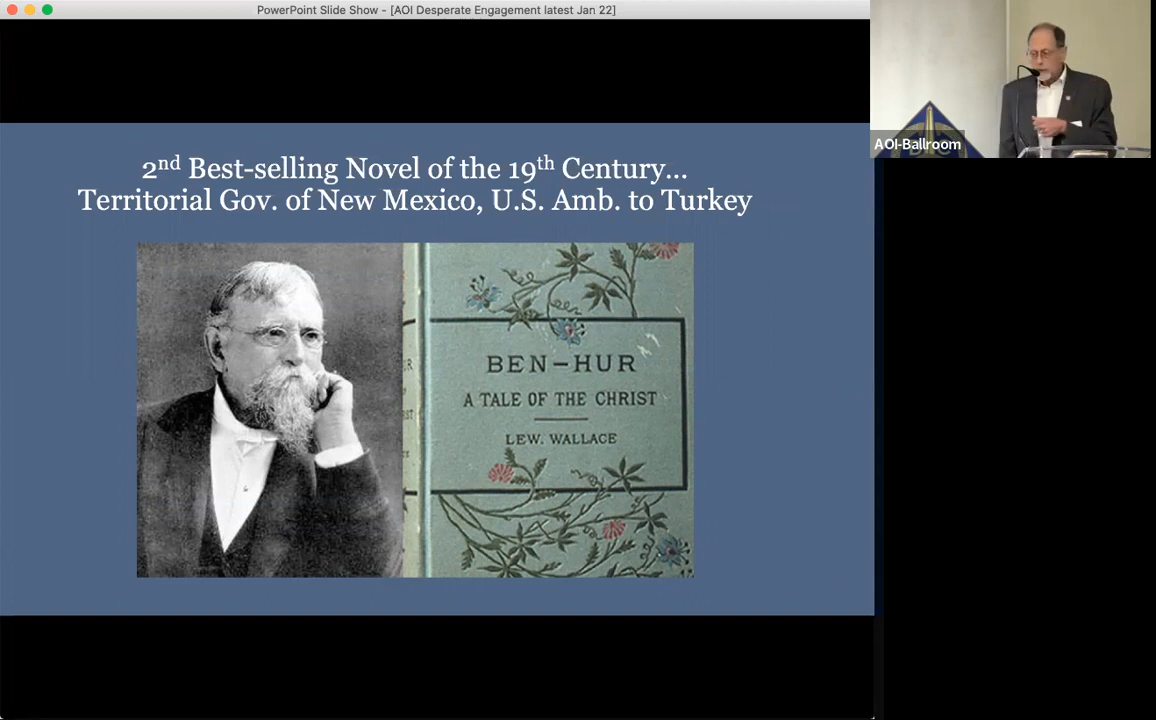 PowerPoint Slide Show - [AOI Desperate Engagement latest Jan 22]
AOI-Ballroom
2nd Best-selling Novel of the 19th Century...
Territorial Gov. of New Mexico, U.S. Amb. to Turkey
BEN-HUR
A TALE OF THE CHRIST
LEW. WALLACE